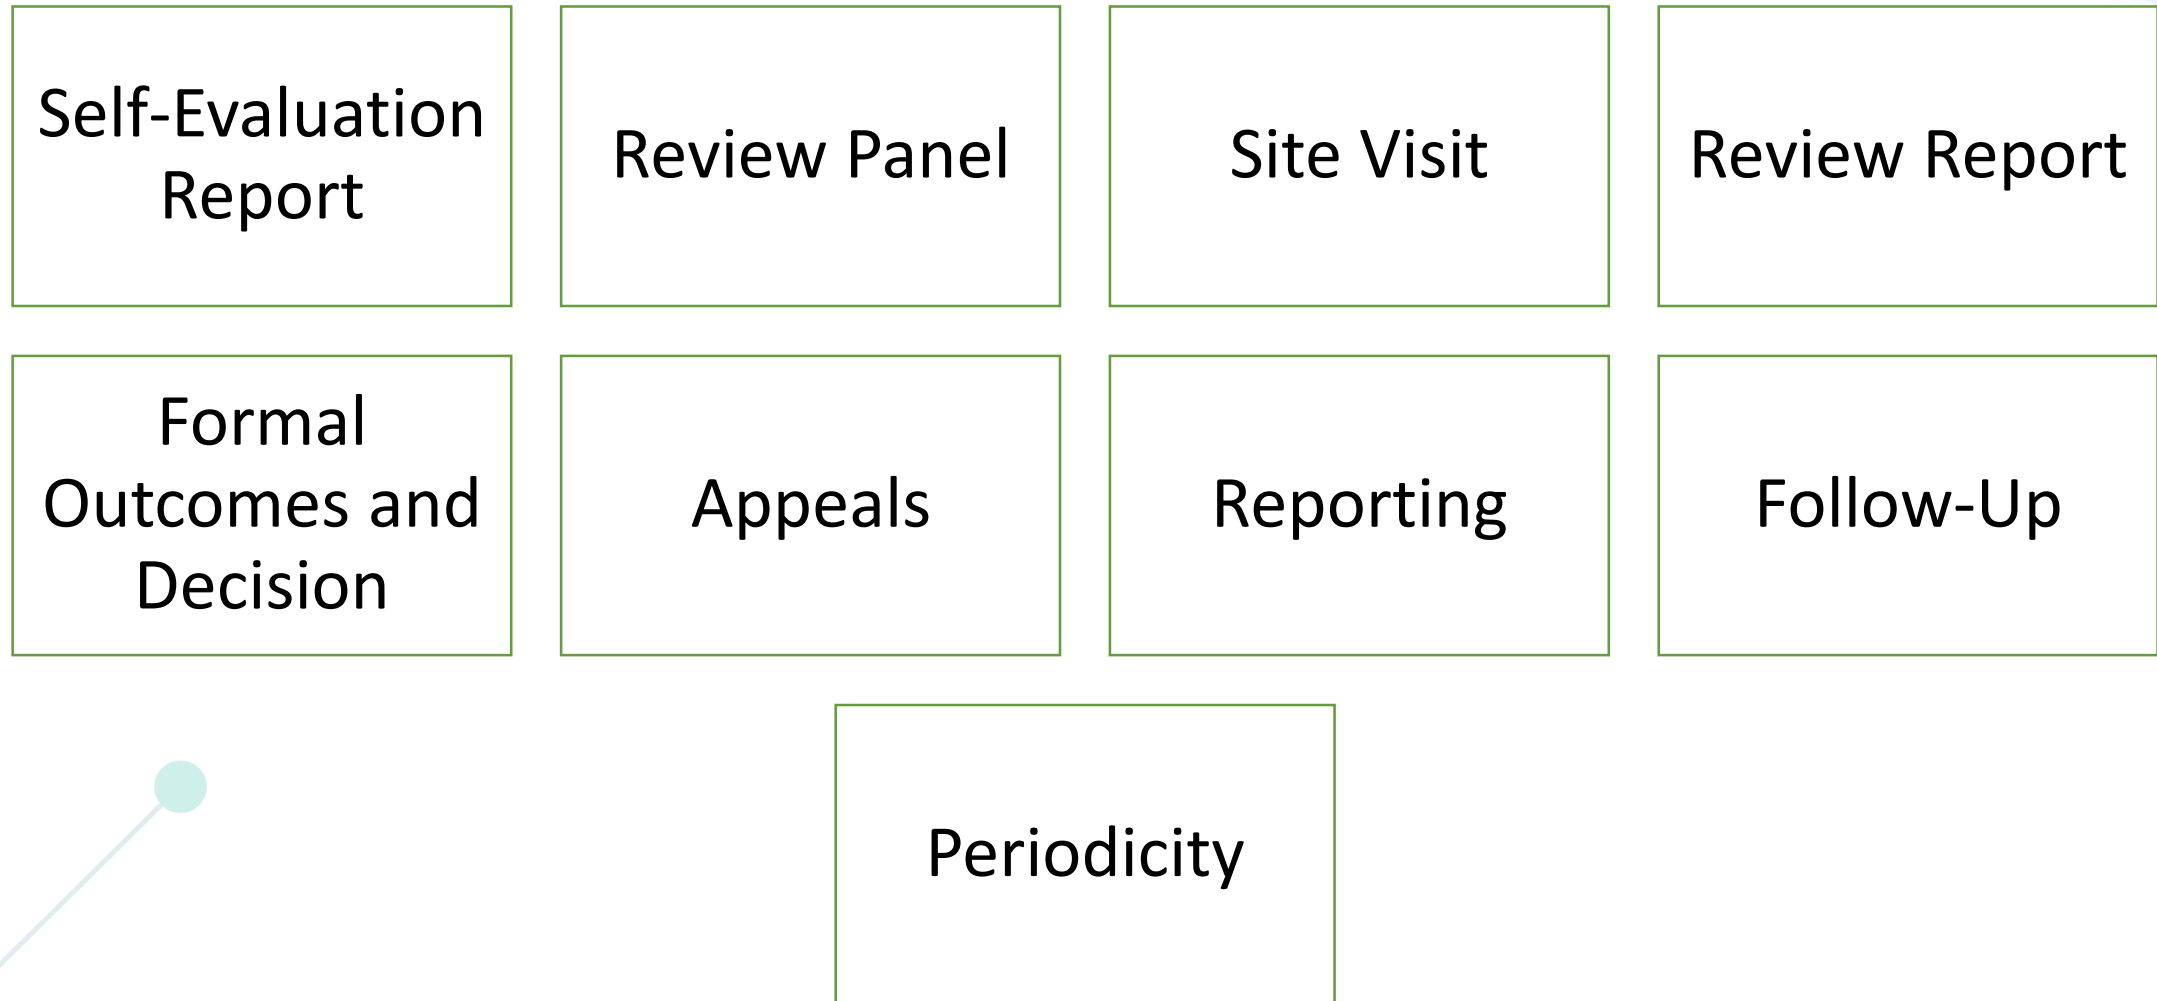 Self-Evaluation
Report
Review Panel
Site Visit
Review Report
Formal
Outcomes and
Decision
Appeals
Reporting
Follow-Up
Periodicity